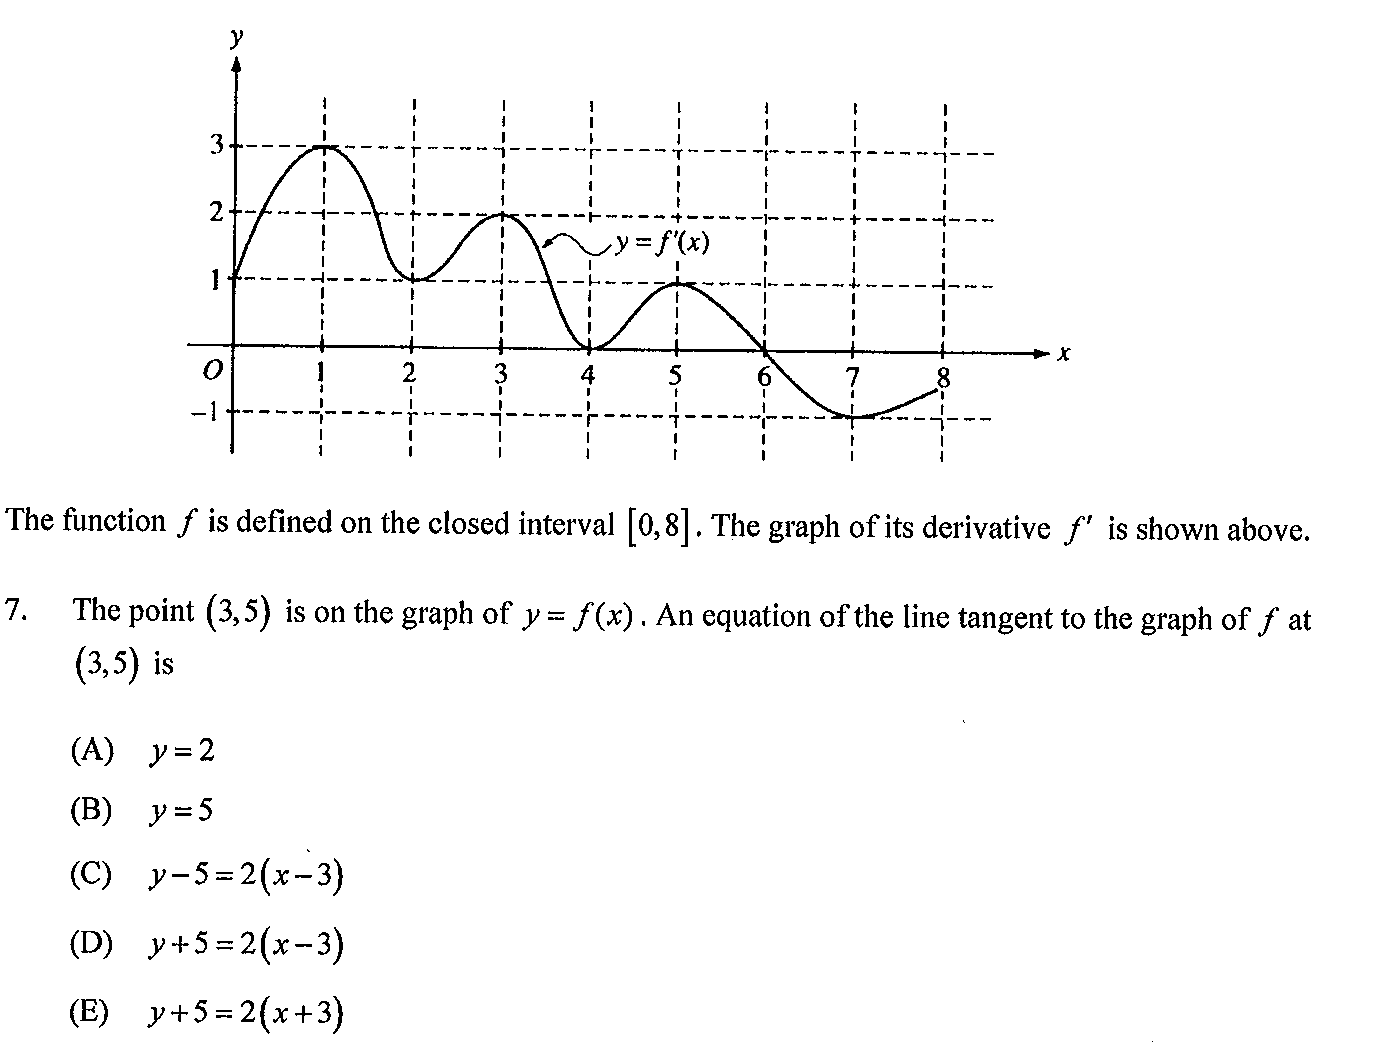 y
3
2
y = f'(x)
1
x
O
1 2 3 4 5 6 7 8
-1
The function f is defined on the closed interval [0,8]. The graph of its derivative f' is shown above.
7. The point (3,5) is on the graph of y = f(x). An equation of the line tangent to the graph of f at
(3,5) is
(A) y = 2
(B) y = 5
(C) y-5=2(x-3)
(D) y+5=2(x-3)
(E) y+5=2(x+3)